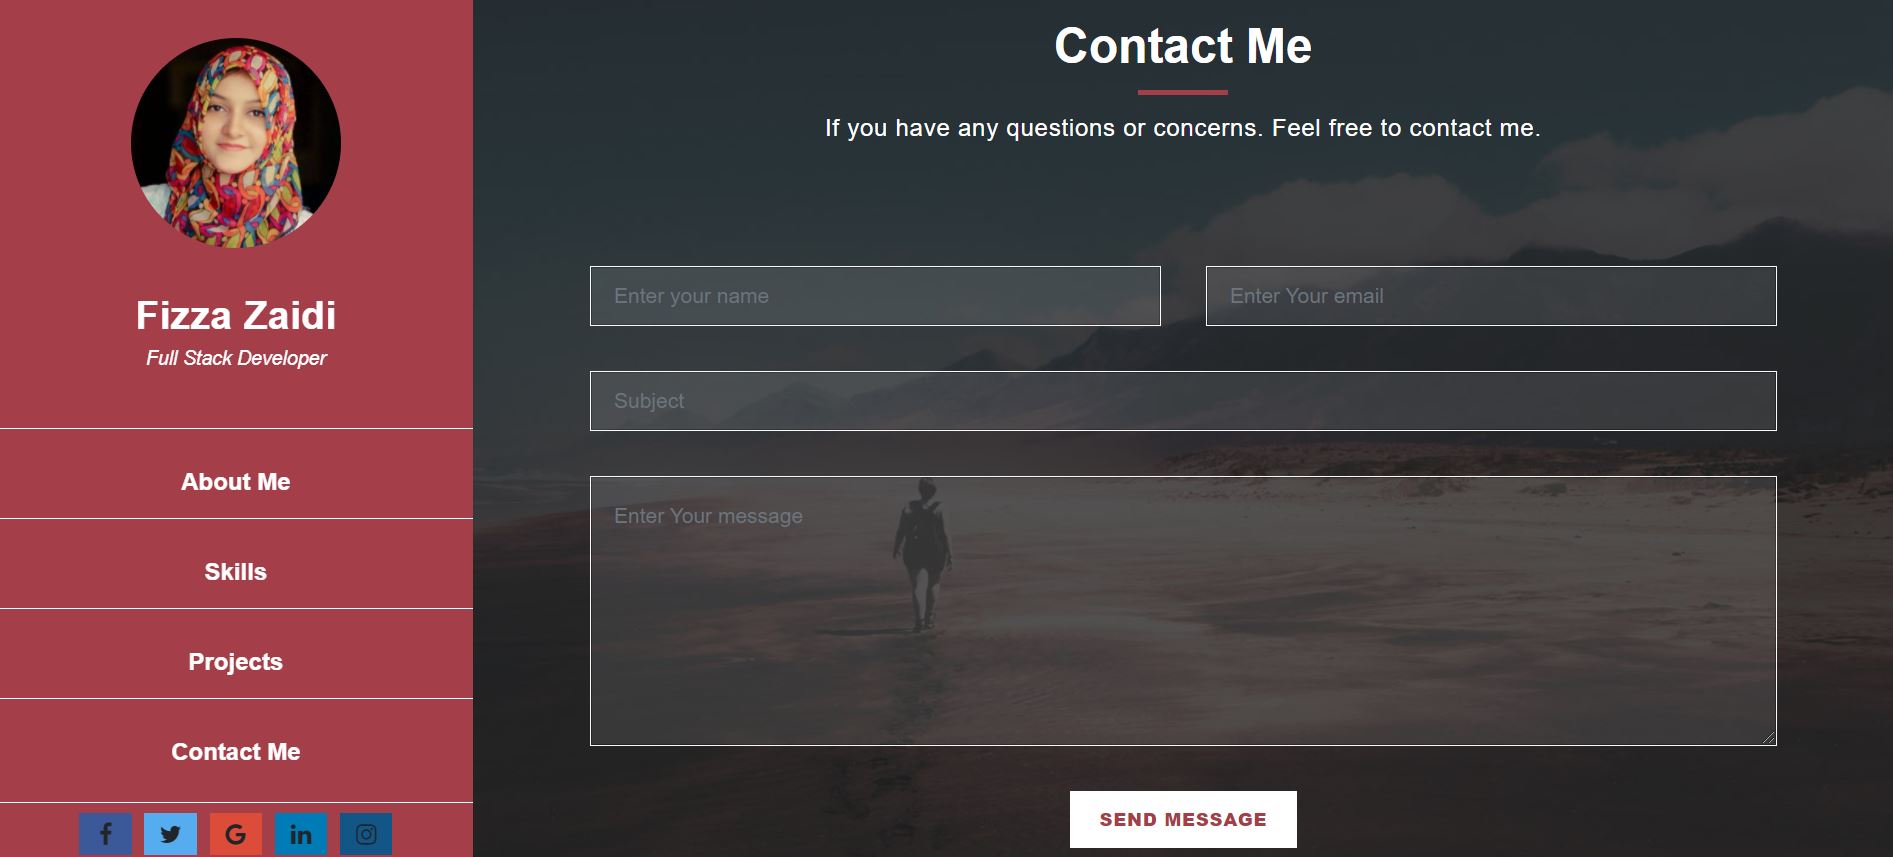 Fizza Zaidi
Full Stack Developer
About Me
Skills
Projects
Contact Me
Contact Me
If you have any questions or concerns. Feel free to contact me.
Enter your name
Enter Your email
Subject
Enter Your message
SEND MESSAGE